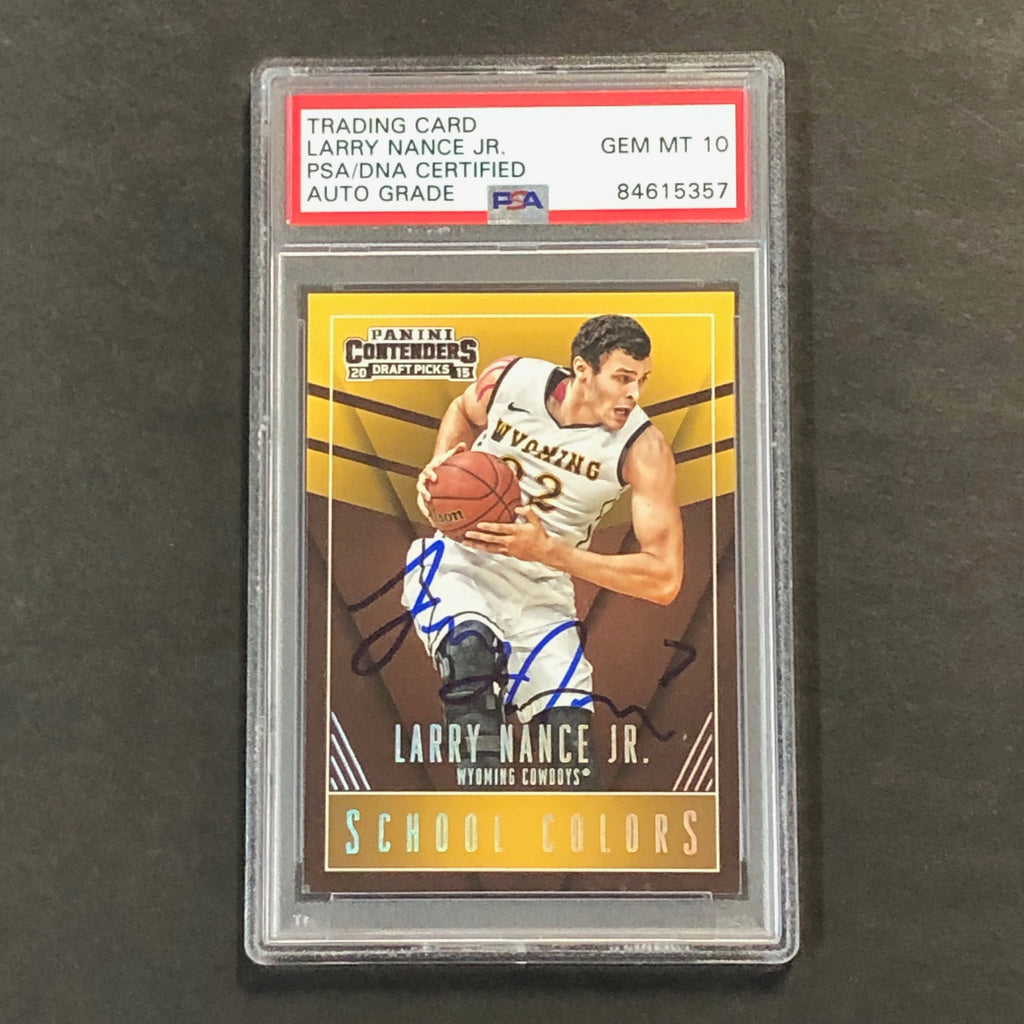 TRADING CARD
LARRY NANCE JR. GEM MT 10
PSA/DNA CERTIFIED
AUTO GRADE PSA 84615357
PANINI
CONTENDERS
20 DRAFT PICKS 15
WYOMING
22
LARRY NANCE JR.
WYOMING COWBOYS
SCHOOL COLORS
7